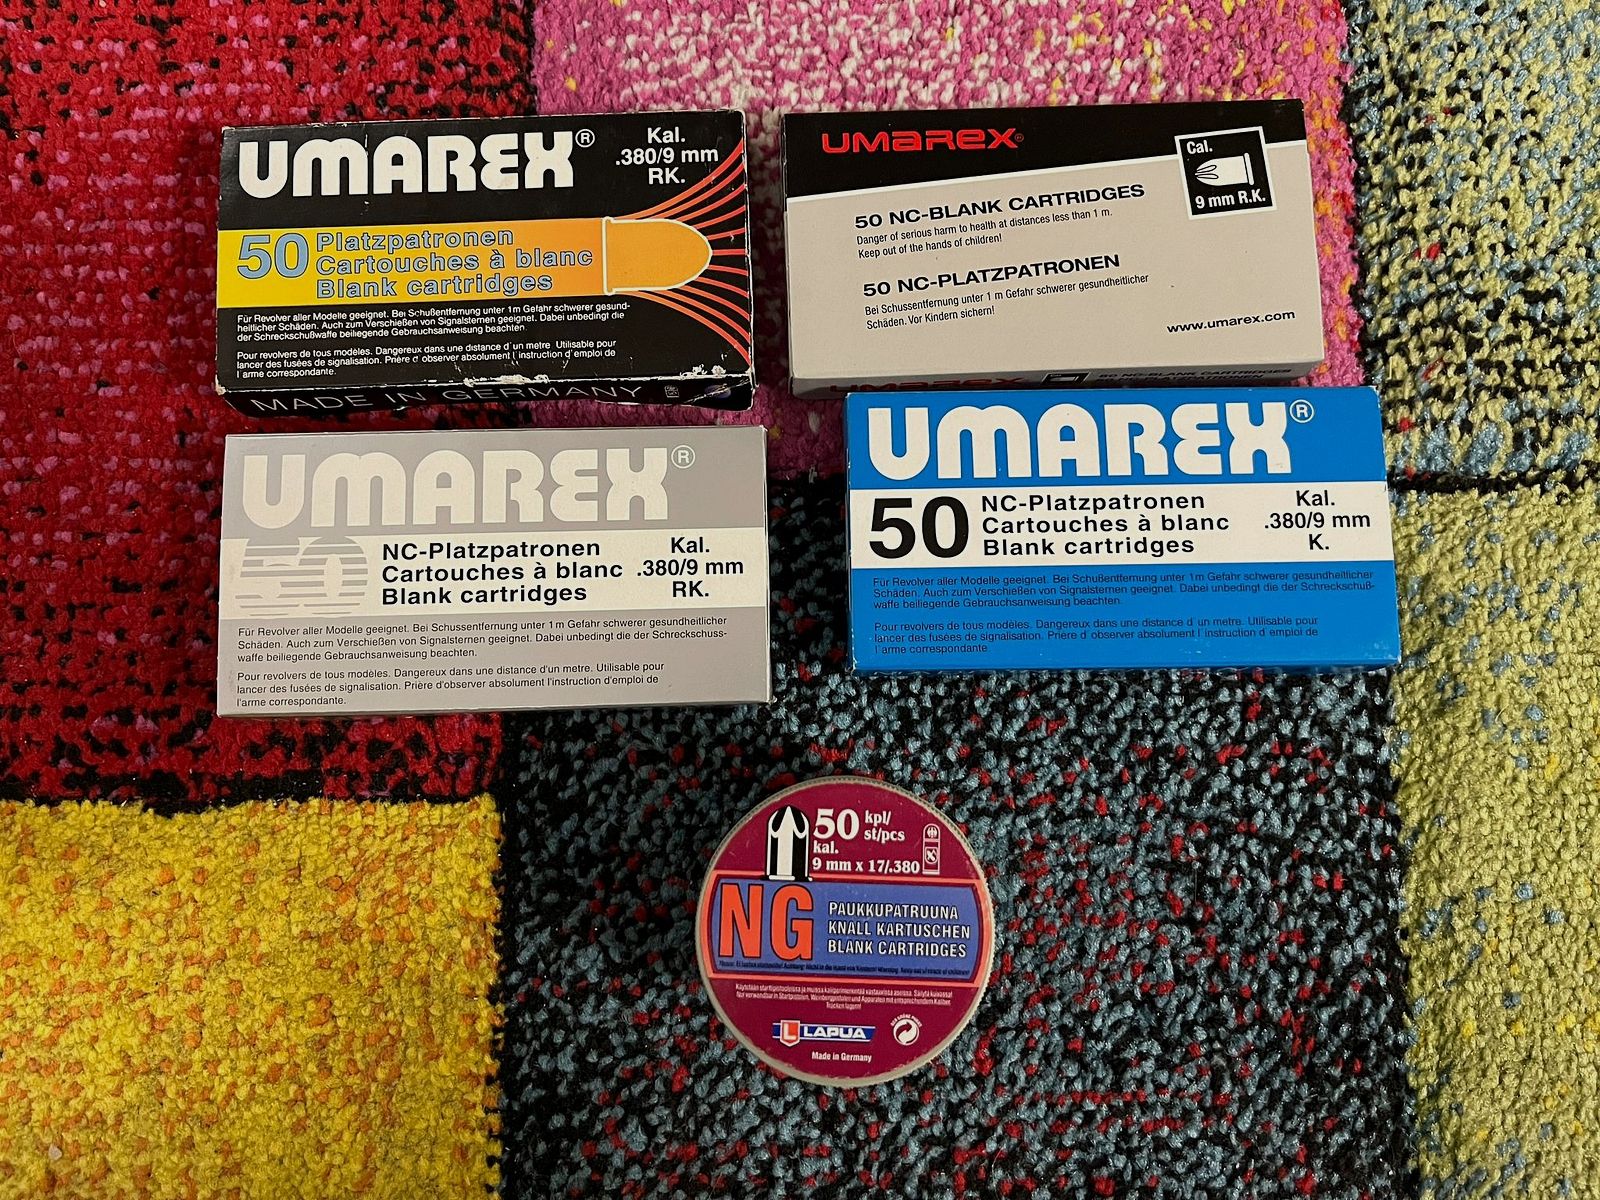 UMAREX®
Kal.
.380/9 mm
RK.
50 Platzpatronen
Cartouches à blanc
Blank cartridges
Für Revolver aller Modelle geeignet. Bei Schußentfernung unter 1m Gefahr schwerer gesund-
heitlicher Schäden. Auch zum Verschießen von Signalsternen geeignet. Dabei unbedingt die
der Schreckschußwaffe beiliegende Gebrauchsanweisung beachten.
Pour revolvers de tous modèles. Dangereux dans une distance d'un metre. Utilisable pour
lancer des fusées de signalisation. Prière d'observer absolument l'instruction d'emploi de
l'arme correspondante.
MADE IN GERMANY
UMAREX®
Cal.
9 mm R.K.
50 NC-BLANK CARTRIDGES
Danger of serious harm to health at distances less than 1 m.
Keep out of the hands of children!
50 NC-PLATZPATRONEN
Bei Schussentfernung unter 1 m Gefahr schwerer gesundheitlicher
Schäden. Vor Kindern sichern!
www.umarex.com
UMAREX
50 NC-BLANK CARTRIDGES
UMAREX®
50 NC-Platzpatronen
Cartouches à blanc
Blank cartridges
Kal.
.380/9 mm
RK.
Für Revolver aller Modelle geeignet. Bei Schussentfernung unter 1m Gefahr schwerer gesundheitlicher
Schäden. Auch zum Verschießen von Signalsternen geeignet. Dabei unbedingt die der Schreckschuss-
waffe beiliegende Gebrauchsanweisung beachten.
Pour revolvers de tous modèles. Dangereux dans une distance d'un metre. Utilisable pour
lancer des fusées de signalisation. Prière d'observer absolument l'instruction d'emploi de
l'arme correspondante.
UMAREX®
50 NC-Platzpatronen
Cartouches à blanc
Blank cartridges
Kal.
.380/9 mm
K.
Für Revolver aller Modelle geeignet. Bei Schußentfernung unter 1m Gefahr schwerer gesundheitlicher
Schäden. Auch zum Verschießen von Signalsternen geeignet. Dabei unbedingt die der Schreckschuß-
waffe beiliegende Gebrauchsanweisung beachten.
Pour revolvers de tous modèles. Dangereux dans une distance d'un metre. Utilisable pour
lancer des fusées de signalisation. Prière d'observer absolument l'instruction d'emploi de
l'arme correspondante.
50 kpl/
st/pcs
kal.
9 mm x 17/.380
NG
PAUKKUPATRUUNA
KNALL KARTUSCHEN
BLANK CARTRIDGES
Trocken lagern!
L LAPUA
Made in Germany